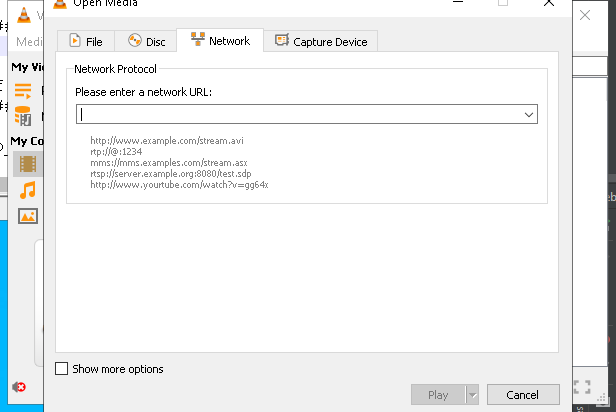 Open Media
File
Disc
Network
Capture Device
Network Protocol
Please enter a network URL:
http://www.example.com/stream.avi
rtp://@:1234
mms://mms.examples.com/stream.asx
rtsp://server.example.org:8080/test.sdp
http://www.yourtube.com/watch?v=gg64x
Show more options
Play
Cancel
V
Medi
My Vi
My Co
##
##
eb